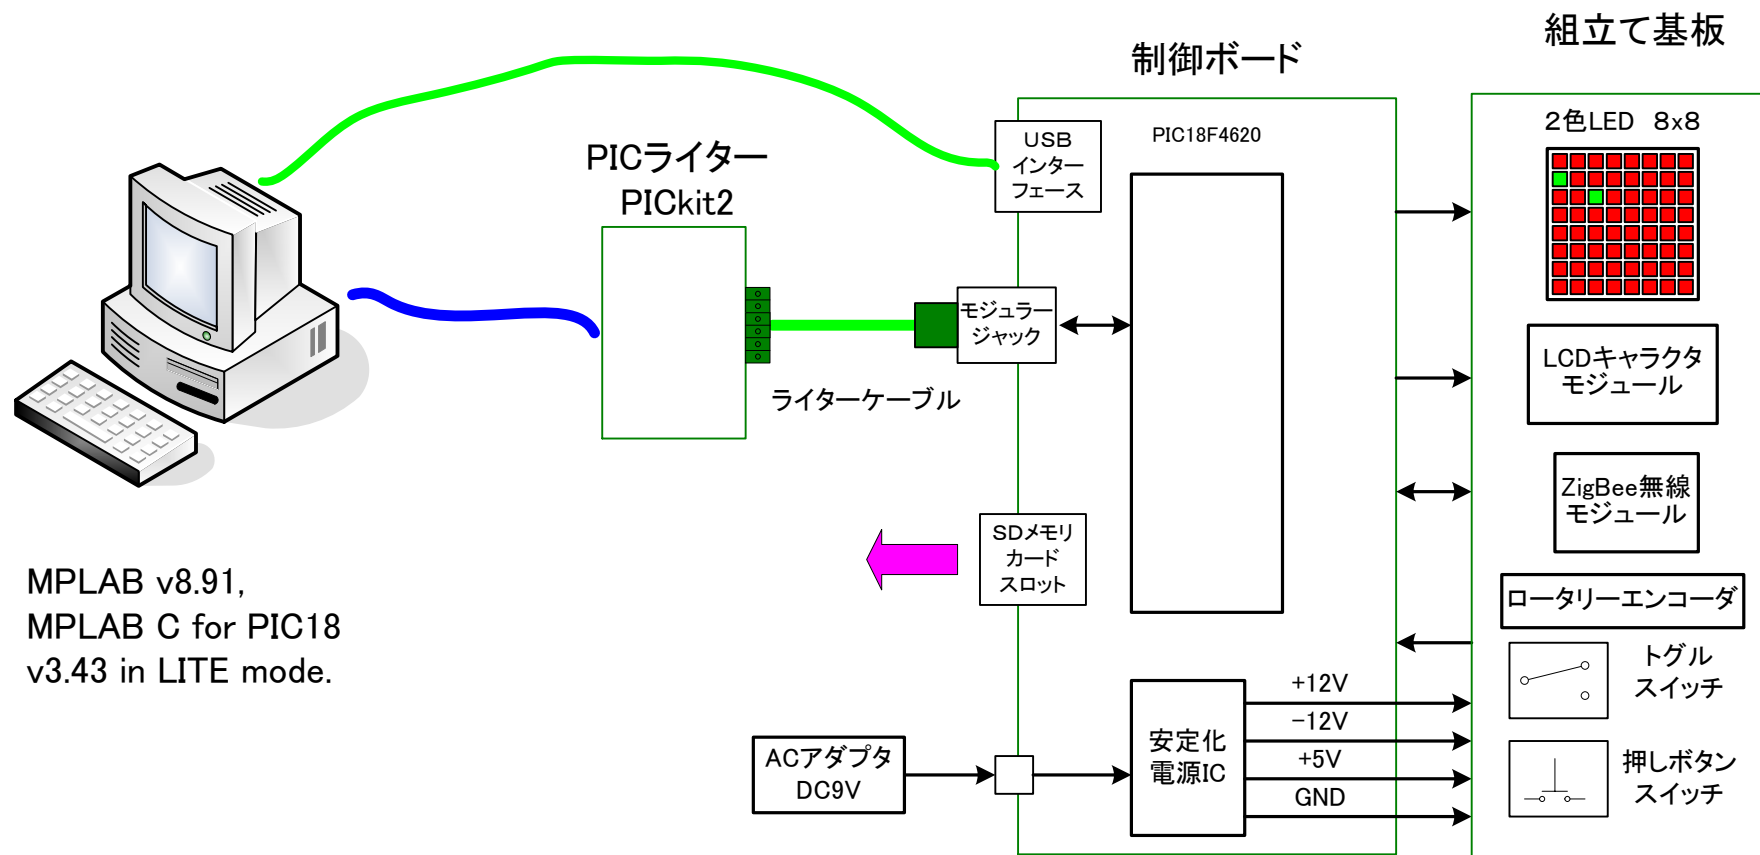 組立て基板
制御ボード
2色LED 8x8
PIC18F4620
USB
インター
フェース
PICライター
PICkit2
モジュラー
ジャック
ライターケーブル
LCDキャラクタ
モジュール
ZigBee無線
モジュール
SDメモリ
カード
スロット
MPLAB v8.91,
MPLAB C for PIC18
v3.43 in LITE mode.
ロータリーエンコーダ
トグル
スイッチ
+12V
-12V
+5V
GND
安定化
電源IC
ACアダプタ
DC9V
押しボタン
スイッチ